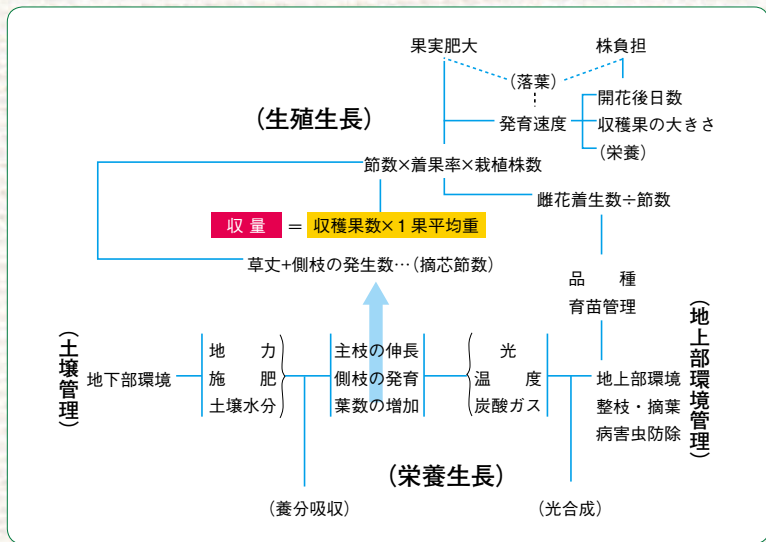 果実肥大
株負担
(落葉)
開花後日数
(生殖生長)
発育速度
収穫果の大きさ
(栄養)
節数×着果率×栽植株数
雌花着生数÷節数
収量 = 収穫果数×1果平均重
草丈+側枝の発生数…(摘芯節数)
品種
育苗管理
(土壌管理)
地下部環境
地力
施肥
土壌水分
主枝の伸長
側枝の発育
葉数の増加
光
温度
炭酸ガス
地上部環境
整枝・摘葉
病害虫防除
(地上部環境管理)
(栄養生長)
(養分吸収)
(光合成)